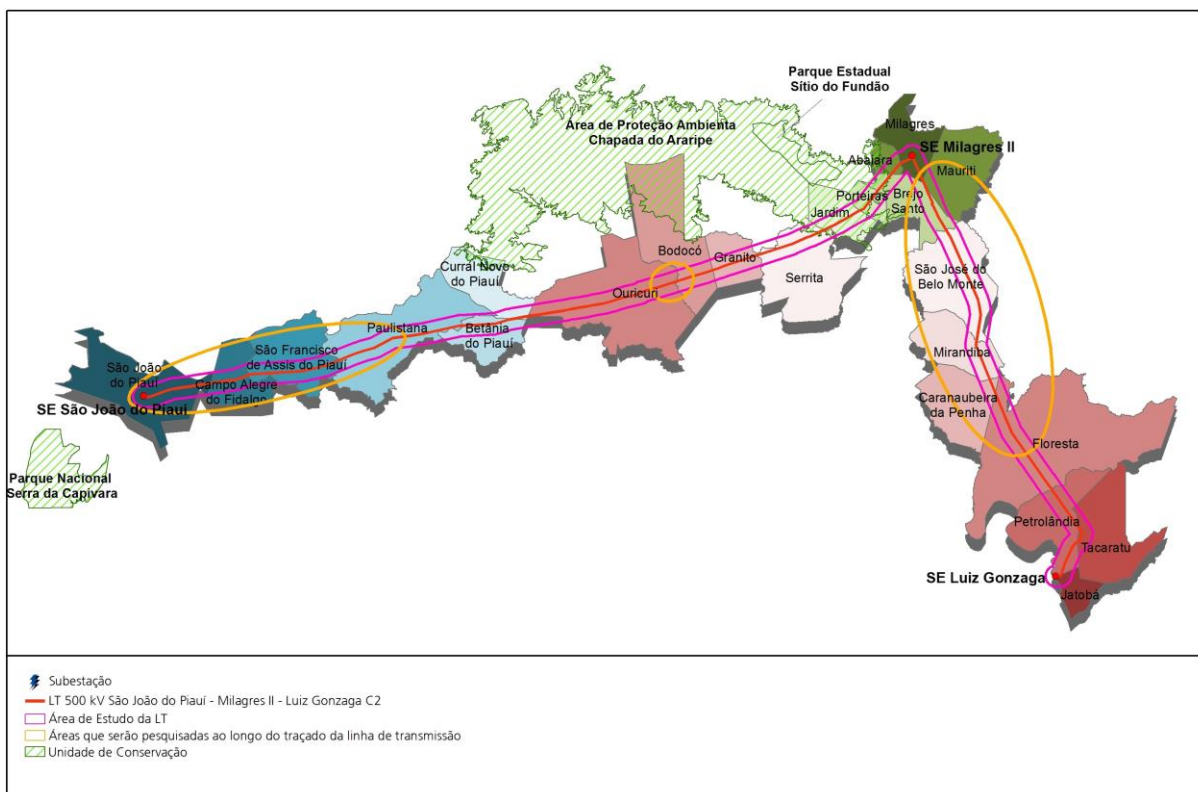 Parque Estadual
Sítio do Fundão
Área de Proteção Ambienta
Chapada do Araripe
Milagres
SE Milagres II
Abaiara
Mauriti
Porteiras
Brejo
Santo
Jardim
Bodocó
Granito
Serrita
Curral Novo
do Piauí
Ouricuri
São José do
Belo Monte
Paulistana
Betânia
do Piauí
São Francisco
de Assis do Piauí
São João
do Piauí
Campo Alegre
do Fidalgo
SE São João do Piauí
Mirandiba
Caranaubeira
da Penha
Floresta
Parque Nacional
Serra da Capivara
Petrolândia
Tacaratu
SE Luiz Gonzaga
Jatobá
Subestação
LT 500 kV São João do Piauí - Milagres II - Luiz Gonzaga C2
Área de Estudo da LT
Áreas que serão pesquisadas ao longo do traçado da linha de transmissão
Unidade de Conservação